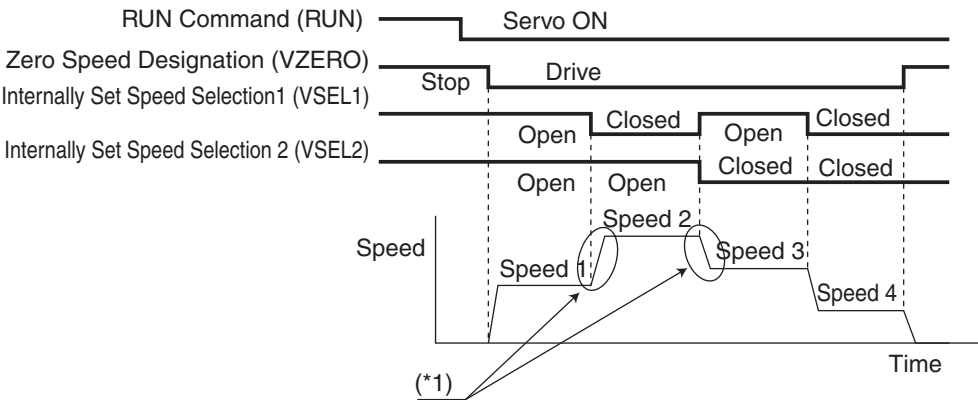 RUN Command (RUN)
Servo ON
Zero Speed Designation (VZERO)
Stop
Drive
Internally Set Speed Selection1 (VSEL1)
Open
Closed
Open
Closed
Internally Set Speed Selection 2 (VSEL2)
Open
Open
Closed
Closed
Speed
Speed 1
Speed 2
Speed 3
Speed 4
Time
(*1)